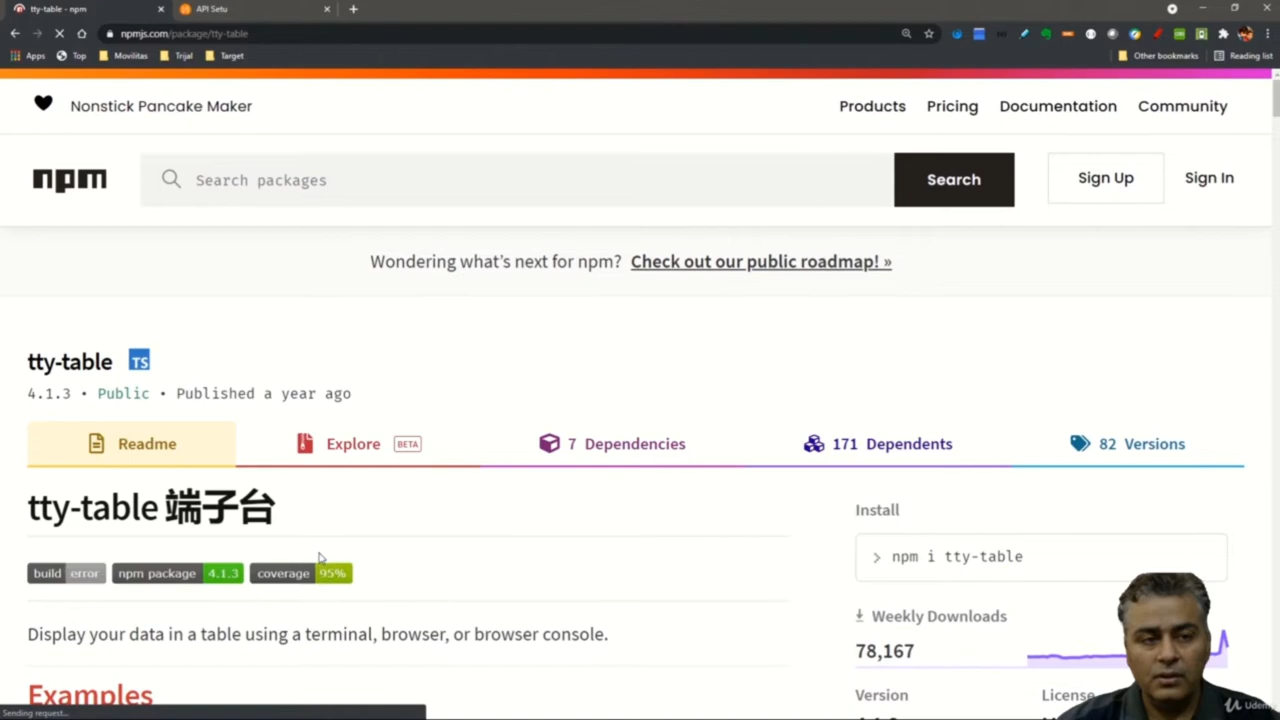 tty-table - npm
API Setu
npmjs.com/package/tty-table
Apps
Top
Movilitas
Trijal
Target
Other bookmarks
Reading list
Nonstick Pancake Maker
Products
Pricing
Documentation
Community
npm
Search packages
Search
Sign Up
Sign In
Wondering what's next for npm? Check out our public roadmap! »
tty-table TS
4.1.3 • Public • Published a year ago
Readme
Explore BETA
7 Dependencies
171 Dependents
82 Versions
tty-table 端子台
build error
npm package 4.1.3
coverage 95%
Display your data in a table using a terminal, browser, or browser console.
Examples
Install
> npm i tty-table
Weekly Downloads
78,167
Version
License
Sending request...
Udemy